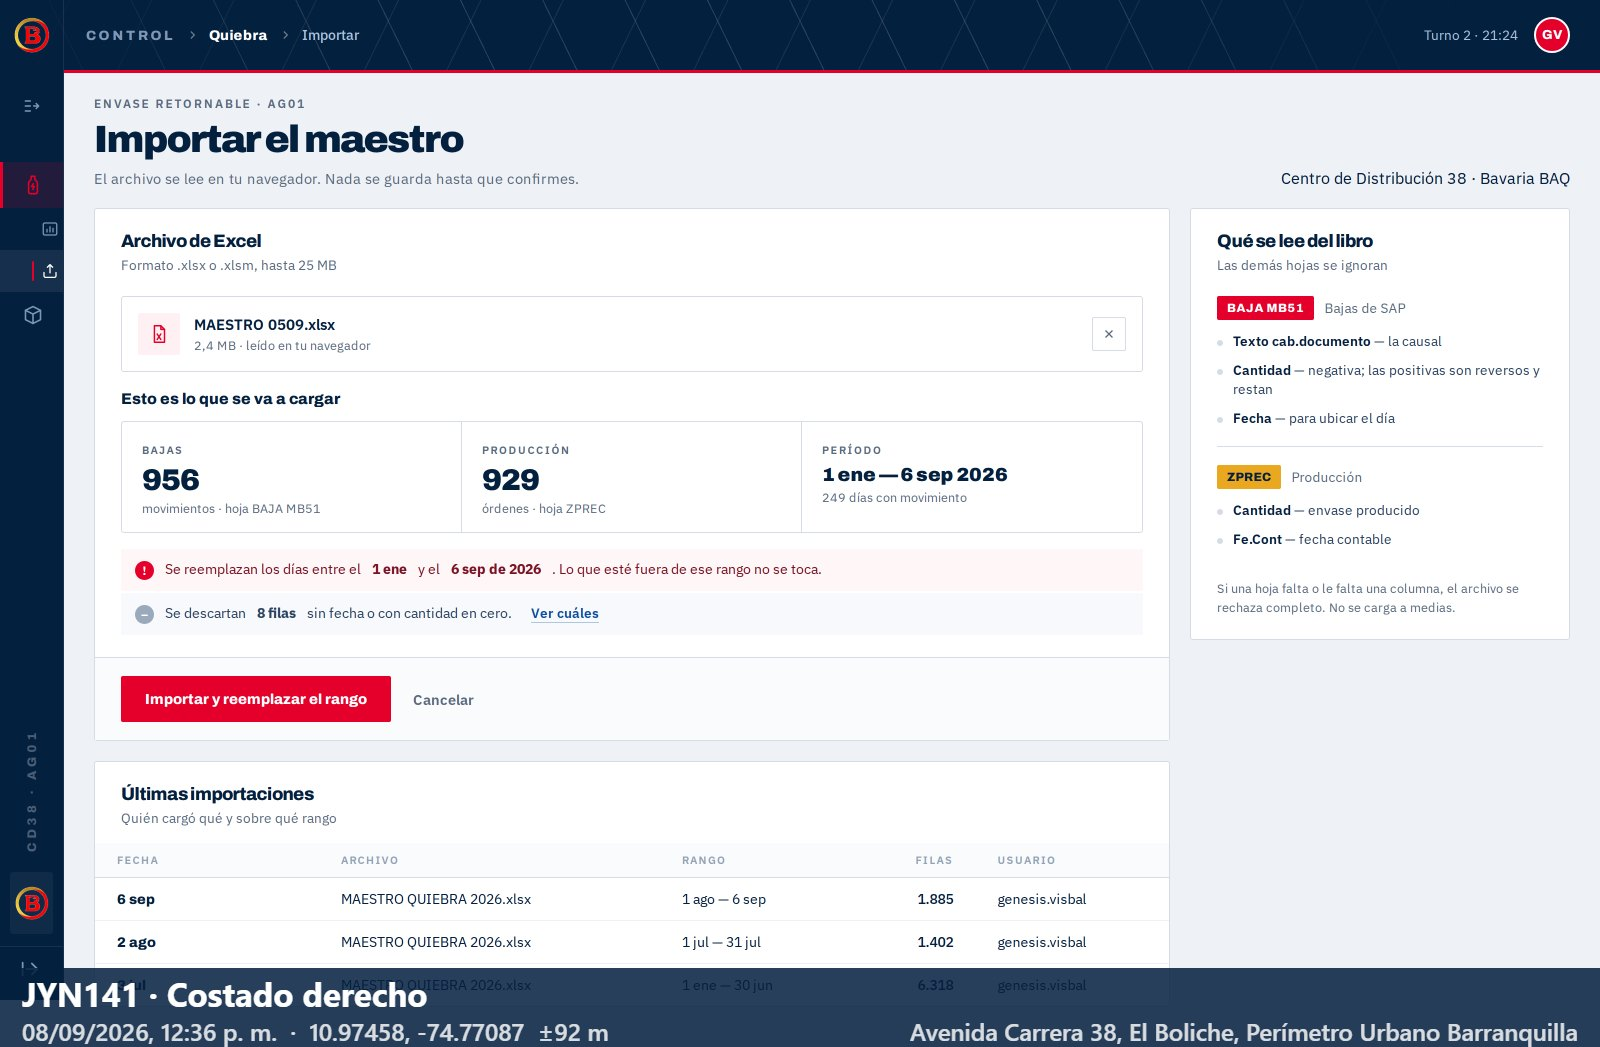 B
CONTROL › Quiebra › Importar
Turno 2 · 21:24
GV
ENVASE RETORNABLE · AG01
Importar el maestro
El archivo se lee en tu navegador. Nada se guarda hasta que confirmes.
Centro de Distribución 38 · Bavaria BAQ
Archivo de Excel
Formato .xlsx o .xlsm, hasta 25 MB
MAESTRO 0509.xlsx
2,4 MB · leído en tu navegador
Esto es lo que se va a cargar
BAJAS
956
movimientos · hoja BAJA MB51
PRODUCCIÓN
929
órdenes · hoja ZPREC
PERÍODO
1 ene — 6 sep 2026
249 días con movimiento
Se reemplazan los días entre el 1 ene y el 6 sep de 2026 . Lo que esté fuera de ese rango no se toca.
Se descartan 8 filas sin fecha o con cantidad en cero. Ver cuáles
Importar y reemplazar el rango
Cancelar
Qué se lee del libro
Las demás hojas se ignoran
BAJA MB51 Bajas de SAP
Texto cab.documento — la causal
Cantidad — negativa; las positivas son reversos y
restan
Fecha — para ubicar el día
ZPREC Producción
Cantidad — envase producido
Fe.Cont — fecha contable
Si una hoja falta o le falta una columna, el archivo se
rechaza completo. No se carga a medias.
Últimas importaciones
Quién cargó qué y sobre qué rango
FECHA ARCHIVO RANGO FILAS USUARIO
6 sep MAESTRO QUIEBRA 2026.xlsx 1 ago — 6 sep 1.885 genesis.visbal
2 ago MAESTRO QUIEBRA 2026.xlsx 1 jul — 31 jul 1.402 genesis.visbal
jul MAESTRO QUIEBRA 2026.xlsx 1 ene — 30 jun 6.318 genesis.visbal
CD38 · AG01
B
JYN141 · Costado derecho
08/09/2026, 12:36 p. m. · 10.97458, -74.77087 ±92 m
Avenida Carrera 38, El Boliche, Perímetro Urbano Barranquilla